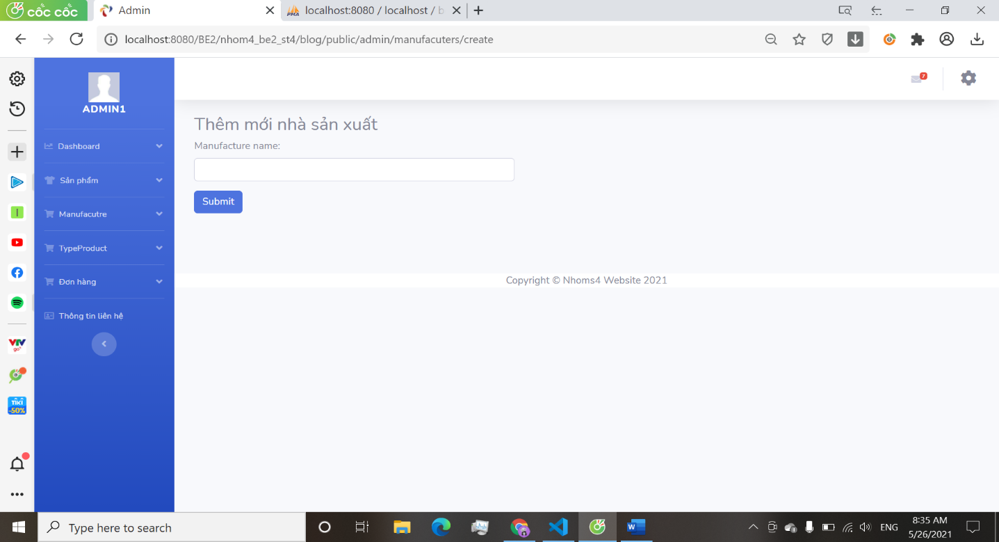 cốc cốc
Admin
localhost:8080 / localhost / b
localhost:8080/BE2/nhom4_be2_st4/blog/public/admin/manufacuters/create
7
ADMIN1
Dashboard
Sản phẩm
Manufacutre
TypeProduct
Đơn hàng
Thông tin liên hệ
Thêm mới nhà sản xuất
Manufacture name:
Submit
Copyright © Nhoms4 Website 2021
VTV
go
TIKI
-50%
Type here to search
ENG
8:35 AM
5/26/2021